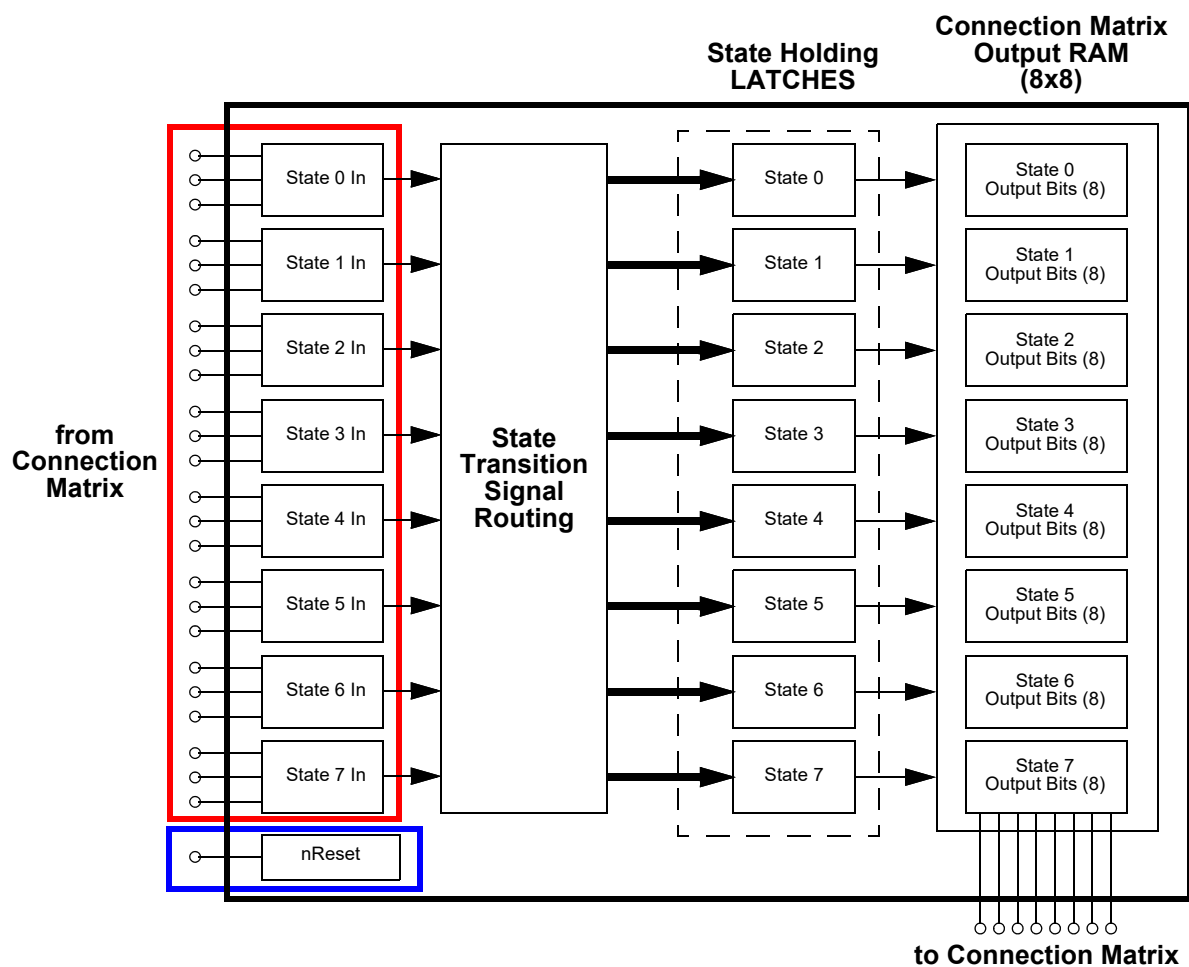 Connection Matrix
Output RAM
(8x8)
State Holding
LATCHES
from
Connection
Matrix
State 0 In
State 1 In
State 2 In
State 3 In
State 4 In
State 5 In
State 6 In
State 7 In
nReset
State
Transition
Signal
Routing
State 0
State 1
State 2
State 3
State 4
State 5
State 6
State 7
State 0
Output Bits (8)
State 1
Output Bits (8)
State 2
Output Bits (8)
State 3
Output Bits (8)
State 4
Output Bits (8)
State 5
Output Bits (8)
State 6
Output Bits (8)
State 7
Output Bits (8)
to Connection Matrix